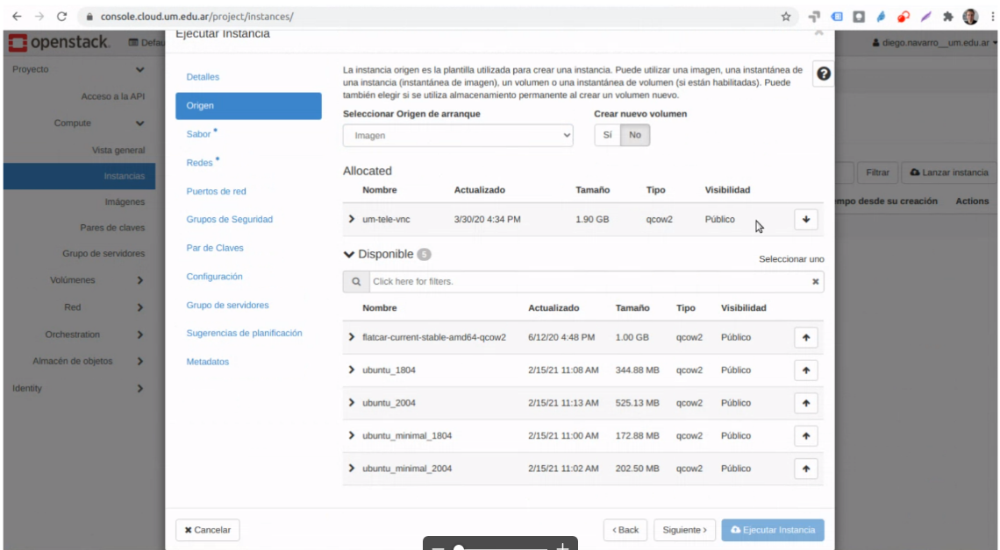 console.cloud.um.edu.ar/project/instances/
openstack.
Defau
diego.navarro__um.edu.ar
Proyecto
Acceso a la API
Compute
Vista general
Instancias
Imágenes
Pares de claves
Grupo de servidores
Volúmenes
Red
Orchestration
Almacén de objetos
Identity
Ejecutar Instancia
Detalles
Origen
Sabor *
Redes *
Puertos de red
Grupos de Seguridad
Par de Claves
Configuración
Grupo de servidores
Sugerencias de planificación
Metadatos
La instancia origen es la plantilla utilizada para crear una instancia. Puede utilizar una imagen, una instantánea de
una instancia (instantánea de imagen), un volumen o una instantánea de volumen (si están habilitadas). Puede
también elegir si se utiliza almacenamiento permanente al crear un volumen nuevo.
Seleccionar Origen de arranque
Crear nuevo volumen
Imagen
Sí No
Allocated
Nombre Actualizado Tamaño Tipo Visibilidad
um-tele-vnc 3/30/20 4:34 PM 1.90 GB qcow2 Público
Disponible 5
Seleccionar uno
Click here for filters.
Nombre Actualizado Tamaño Tipo Visibilidad
flatcar-current-stable-amd64-qcow2 6/12/20 4:48 PM 1.00 GB qcow2 Público
ubuntu_1804 2/15/21 11:08 AM 344.88 MB qcow2 Público
ubuntu_2004 2/15/21 11:13 AM 525.13 MB qcow2 Público
ubuntu_minimal_1804 2/15/21 11:00 AM 172.88 MB qcow2 Público
ubuntu_minimal_2004 2/15/21 11:02 AM 202.50 MB qcow2 Público
Cancelar
< Back
Siguiente >
Ejecutar Instancia
Filtrar
Lanzar instancia
mpo desde su creación Actions